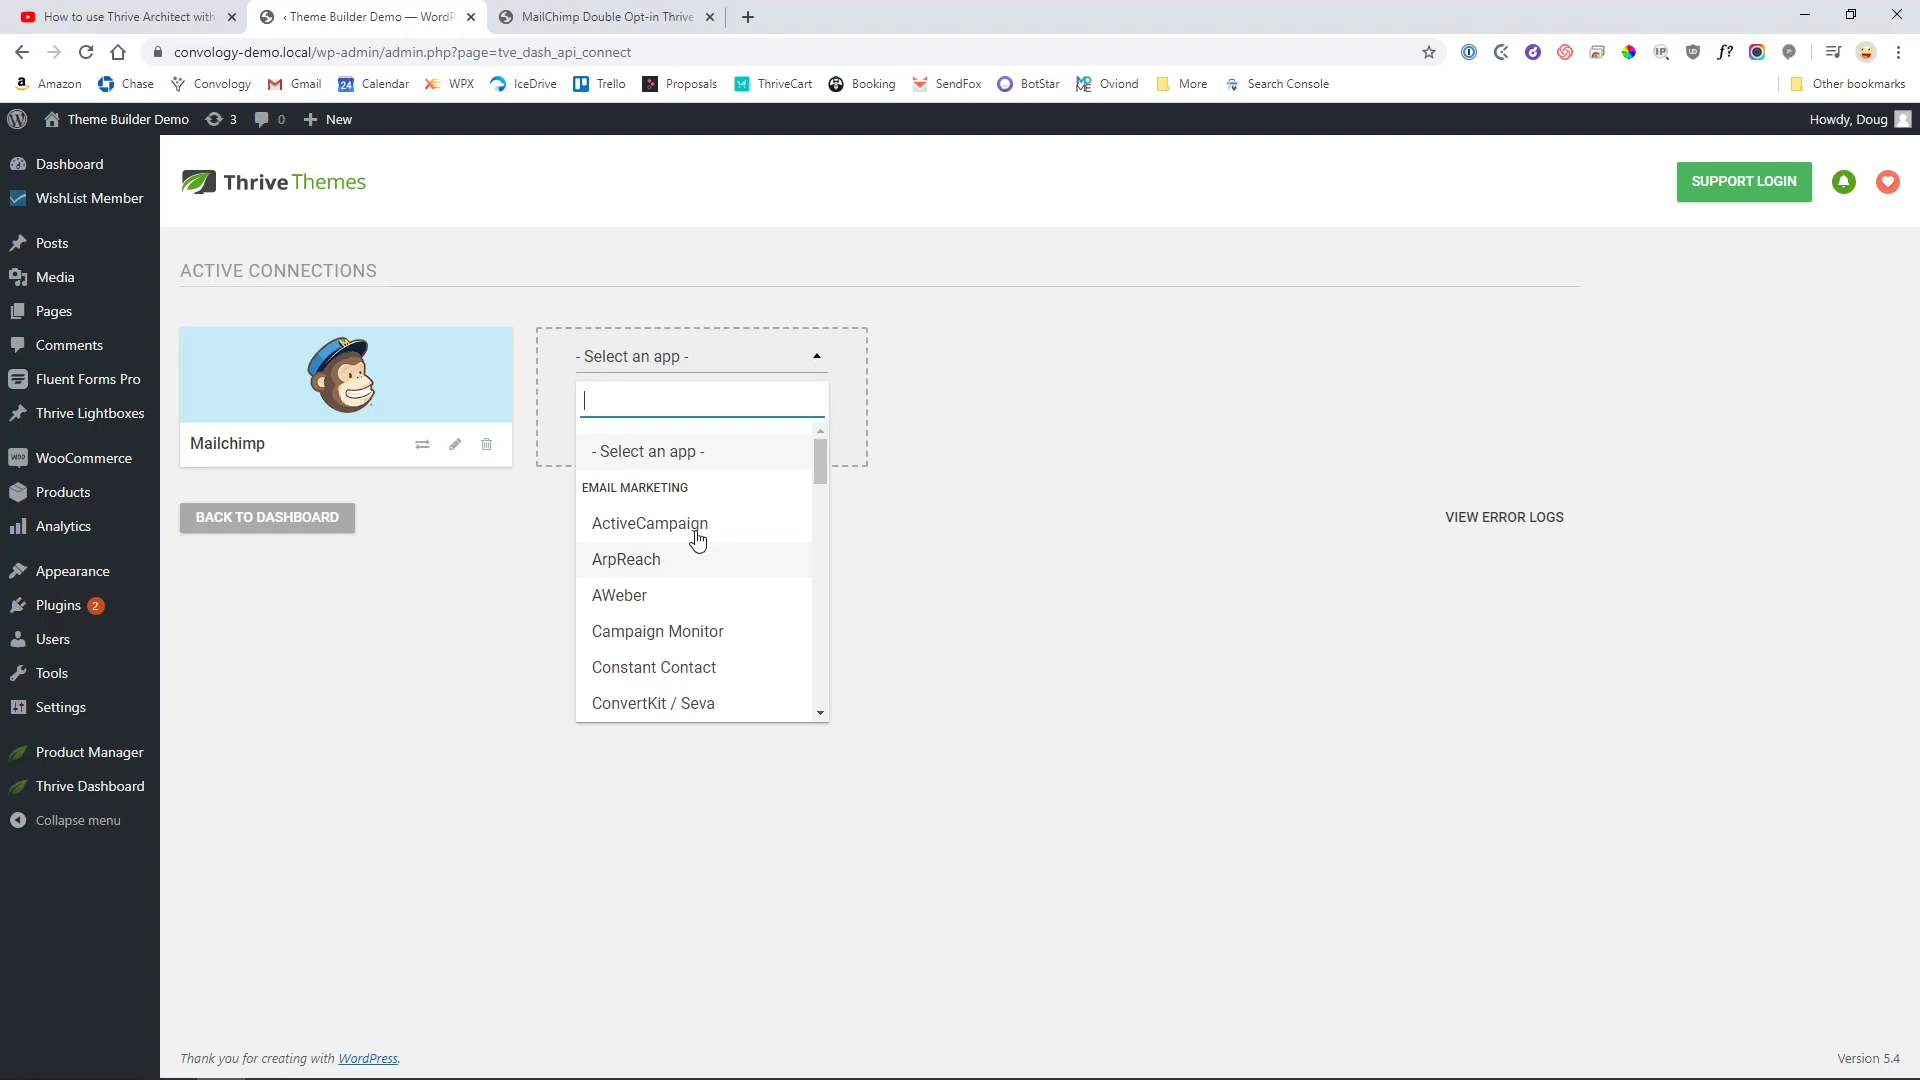 How to use Thrive Architect with
‹ Theme Builder Demo — WordP
MailChimp Double Opt-in Thrive
convology-demo.local/wp-admin/admin.php?page=tve_dash_api_connect
Amazon
Chase
Convology
Gmail
24
Calendar
WPX
IceDrive
Trello
Proposals
ThriveCart
Booking
SendFox
BotStar
Oviond
More
Search Console
Other bookmarks
Theme Builder Demo
3
0
New
Howdy, Doug
Dashboard
WishList Member
Posts
Media
Pages
Comments
Fluent Forms Pro
Thrive Lightboxes
WooCommerce
Products
Analytics
Appearance
Plugins 2
Users
Tools
Settings
Product Manager
Thrive Dashboard
Collapse menu
Thrive Themes
SUPPORT LOGIN
ACTIVE CONNECTIONS
Mailchimp
- Select an app -
- Select an app -
EMAIL MARKETING
ActiveCampaign
ArpReach
AWeber
Campaign Monitor
Constant Contact
ConvertKit / Seva
BACK TO DASHBOARD
VIEW ERROR LOGS
Thank you for creating with WordPress.
Version 5.4